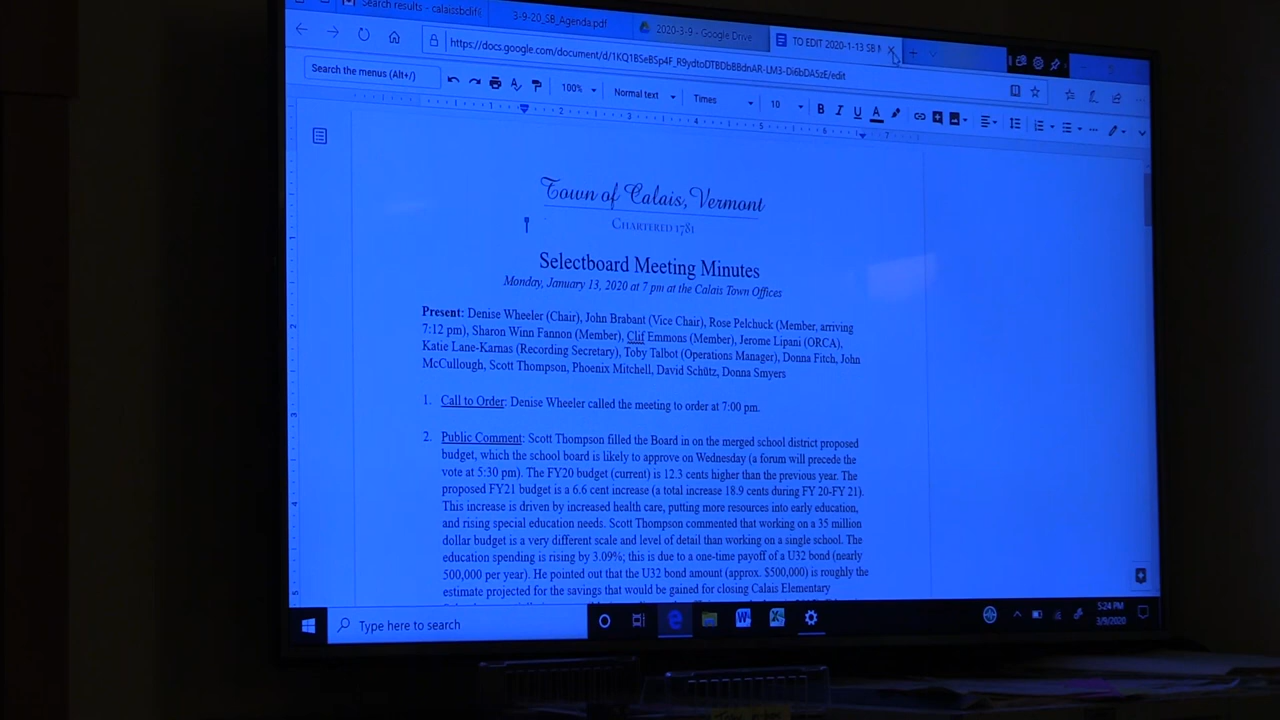 Search results - calaissbclif
3-9-20_SB_Agenda.pdf
2020-3-9 - Google Drive
TO EDIT 2020-1-13 SB
https://docs.google.com/document/d/1KQ1BSeBSp4F_R9ydtoDTBDbBBdnAR-LM3-Di6bDA5zE/edit
Search the menus (Alt+/)
100%
Normal text
Times
10
B I U A
Town of Calais, Vermont
CHARTERED 1781
Selectboard Meeting Minutes
Monday, January 13, 2020 at 7 pm at the Calais Town Offices
Present: Denise Wheeler (Chair), John Brabant (Vice Chair), Rose Pelchuck (Member, arriving
7:12 pm), Sharon Winn Fannon (Member), Clif Emmons (Member), Jerome Lipani (ORCA),
Katie Lane-Karnas (Recording Secretary), Toby Talbot (Operations Manager), Donna Fitch, John
McCullough, Scott Thompson, Phoenix Mitchell, David Schütz, Donna Smyers
1. Call to Order: Denise Wheeler called the meeting to order at 7:00 pm.
2. Public Comment: Scott Thompson filled the Board in on the merged school district proposed
budget, which the school board is likely to approve on Wednesday (a forum will precede the
vote at 5:30 pm). The FY20 budget (current) is 12.3 cents higher than the previous year. The
proposed FY21 budget is a 6.6 cent increase (a total increase 18.9 cents during FY 20-FY 21).
This increase is driven by increased health care, putting more resources into early education,
and rising special education needs. Scott Thompson commented that working on a 35 million
dollar budget is a very different scale and level of detail than working on a single school. The
education spending is rising by 3.09%; this is due to a one-time payoff of a U32 bond (nearly
500,000 per year). He pointed out that the U32 bond amount (approx. $500,000) is roughly the
estimate projected for the savings that would be gained for closing Calais Elementary
Type here to search
5:24 PM
3/9/2020